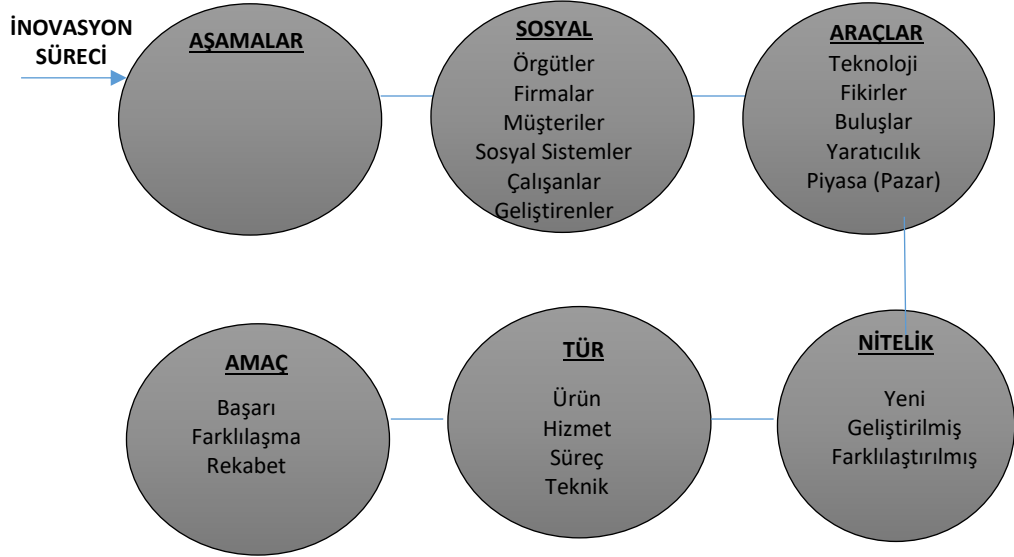 İNOVASYON
SÜRECİ
AŞAMALAR
SOSYAL
Örgütler
Firmalar
Müşteriler
Sosyal Sistemler
Çalışanlar
Geliştirenler
ARAÇLAR
Teknoloji
Fikirler
Buluşlar
Yaratıcılık
Piyasa (Pazar)
AMAÇ
Başarı
Farklılaşma
Rekabet
TÜR
Ürün
Hizmet
Süreç
Teknik
NİTELİK
Yeni
Geliştirilmiş
Farklılaştırılmış